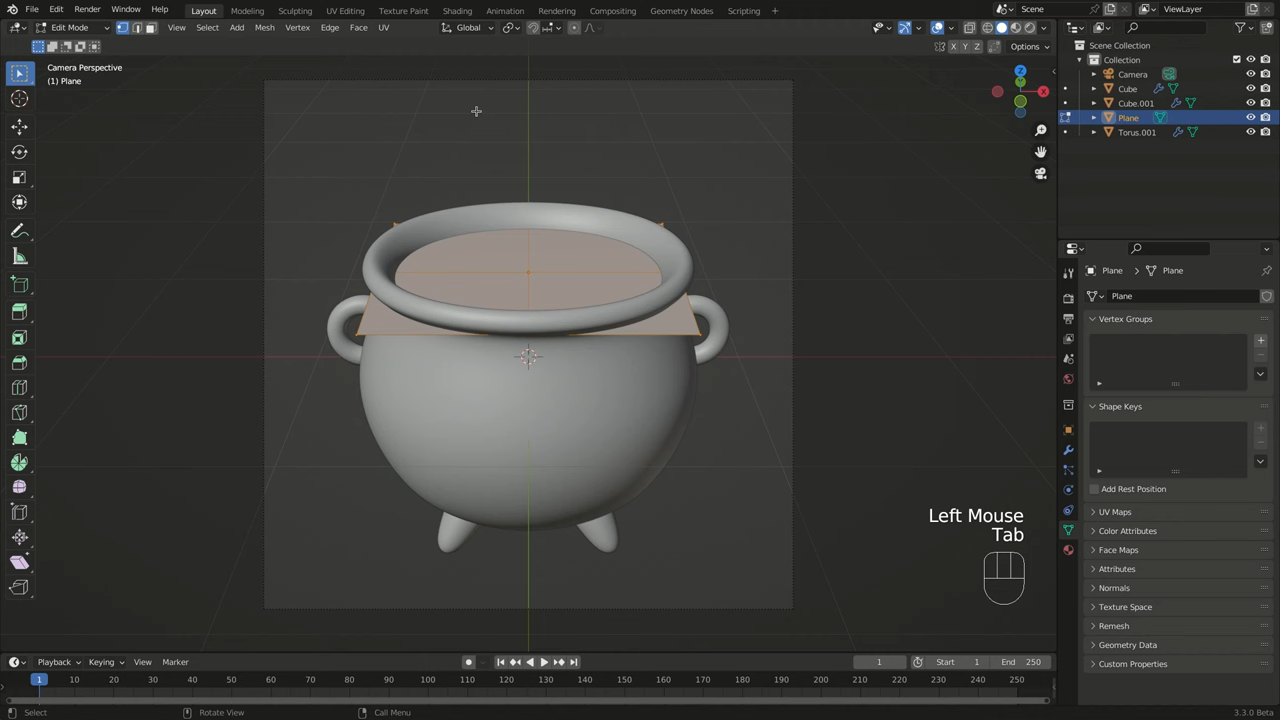 File Edit Render Window Help Layout Modeling Sculpting UV Editing Texture Paint Shading Animation Rendering Compositing Geometry Nodes Scripting Scene ViewLayer
Edit Mode View Select Add Mesh Vertex Edge Face UV Global
X Y Z Options
Camera Perspective
(1) Plane
Z
Y
X
Scene Collection
Collection
Camera
Cube
Cube.001
Plane
Torus.001
Plane > Plane
Plane
Vertex Groups
Shape Keys
Add Rest Position
UV Maps
Color Attributes
Face Maps
Attributes
Normals
Texture Space
Remesh
Geometry Data
Custom Properties
Left Mouse
Tab
Playback Keying View Marker 1 Start 1 End 250
1 10 20 30 40 50 60 70 80 90 100 110 120 130 140 150 160 170 180 190 200 210 220 230 240 250
Select Rotate View Call Menu 3.3.0 Beta